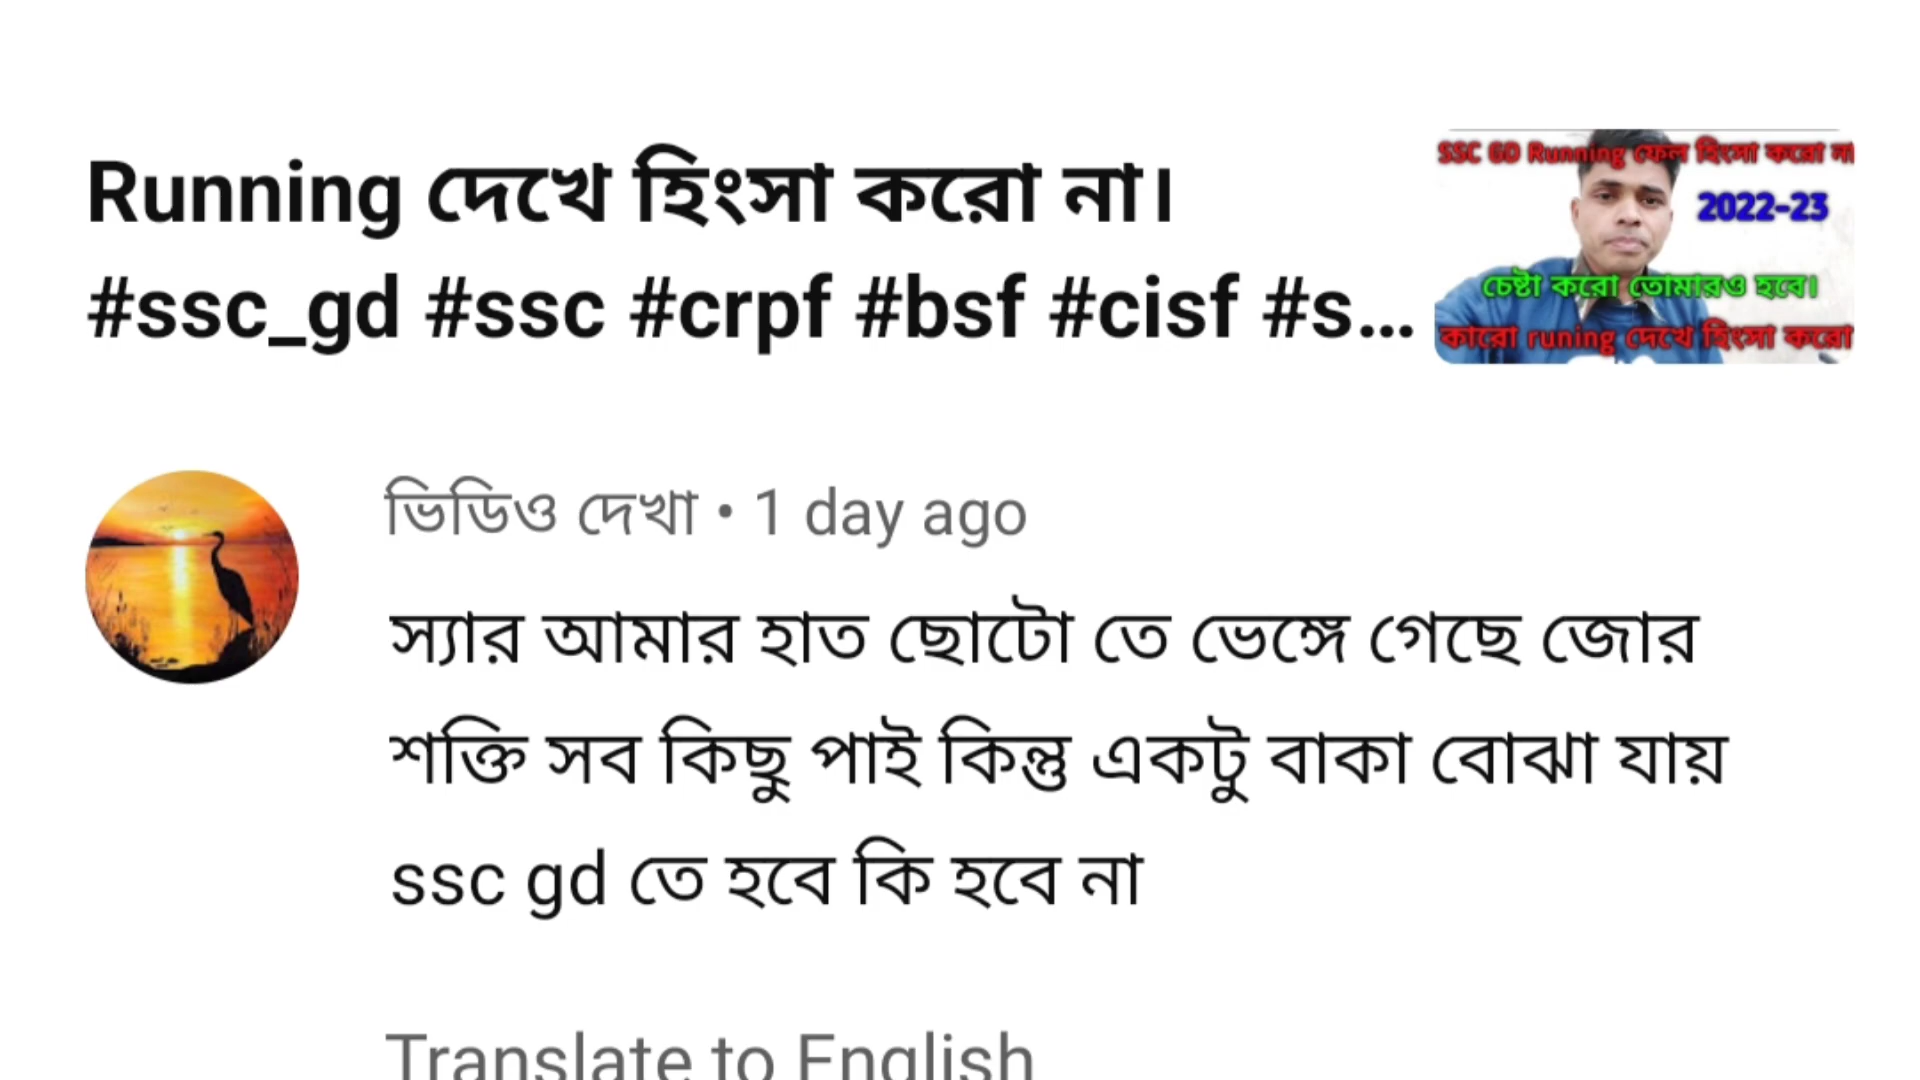 Running দেখে হিংসা করো না।
#ssc_gd #ssc #crpf #bsf #cisf #s...
SSC GD Running ফেল হিংসা করো না
2022-23
চেষ্টা করো তোমারও হবে।
কারো runing দেখে হিংসা করো
ভিডিও দেখা • 1 day ago
স্যার আমার হাত ছোটো তে ভেঙ্গে গেছে জোর
শক্তি সব কিছু পাই কিন্তু একটু বাকা বোঝা যায়
ssc gd তে হবে কি হবে না
Translate to English